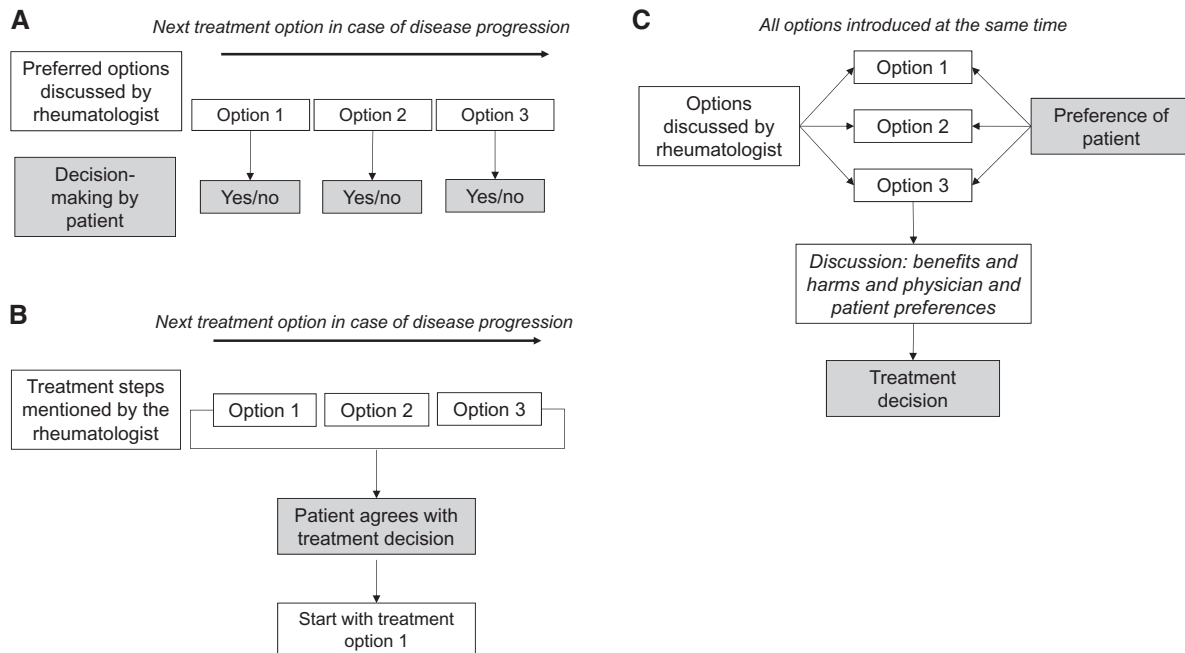 A
Next treatment option in case of disease progression
Preferred options
discussed by
rheumatologist
Option 1
Option 2
Option 3
Decision-
making by
patient
Yes/no
Yes/no
Yes/no
B
Next treatment option in case of disease progression
Treatment steps
mentioned by the
rheumatologist
Option 1
Option 2
Option 3
Patient agrees with
treatment decision
Start with treatment
option 1
C
All options introduced at the same time
Options
discussed by
rheumatologist
Option 1
Option 2
Option 3
Preference of
patient
Discussion: benefits and
harms and physician and
patient preferences
Treatment
decision